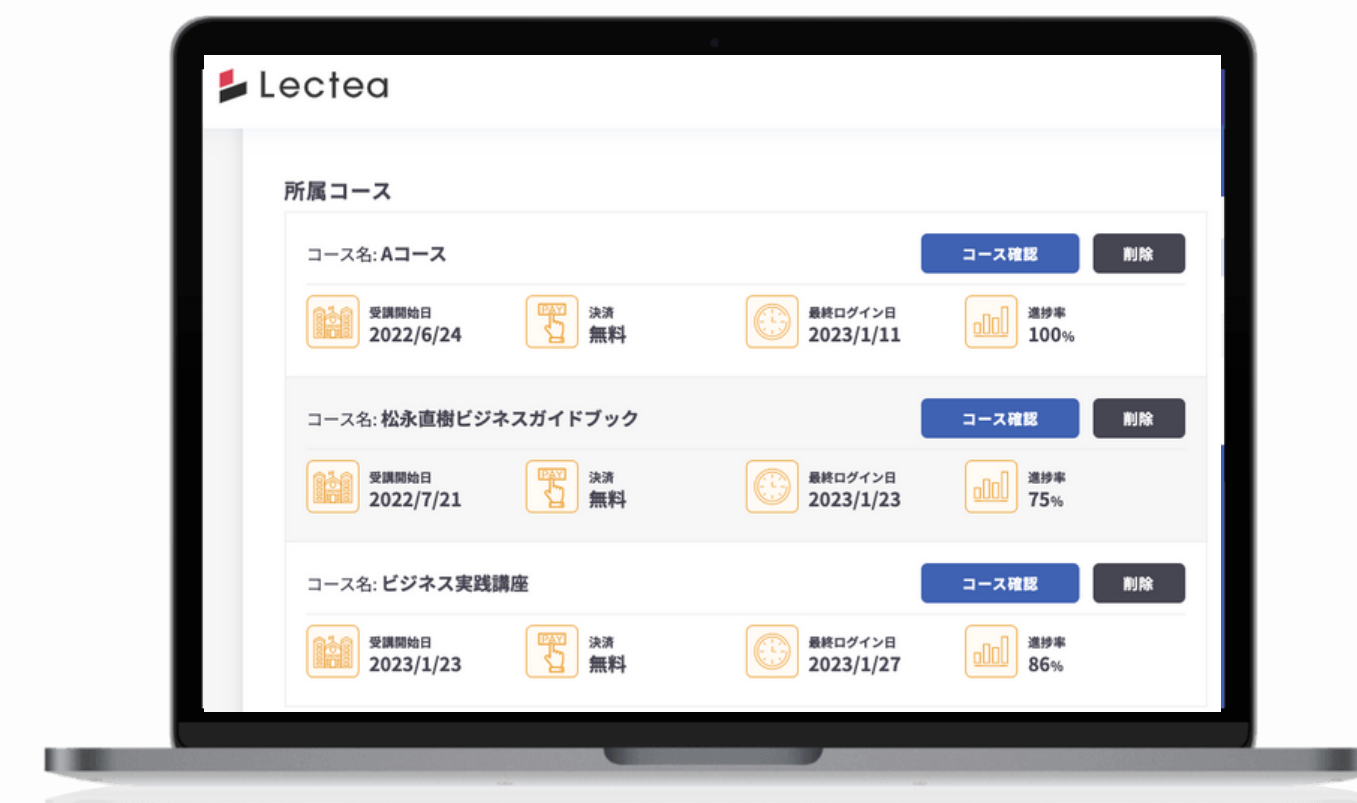 Lectea
所属コース
コース名: Aコース
コース確認
削除
受講開始日
2022/6/24
PAY
決済
無料
最終ログイン日
2023/1/11
進捗率
100%
コース名: 松永直樹ビジネスガイドブック
コース確認
削除
受講開始日
2022/7/21
PAY
決済
無料
最終ログイン日
2023/1/23
進捗率
75%
コース名: ビジネス実践講座
コース確認
削除
受講開始日
2023/1/23
PAY
決済
無料
最終ログイン日
2023/1/27
進捗率
86%